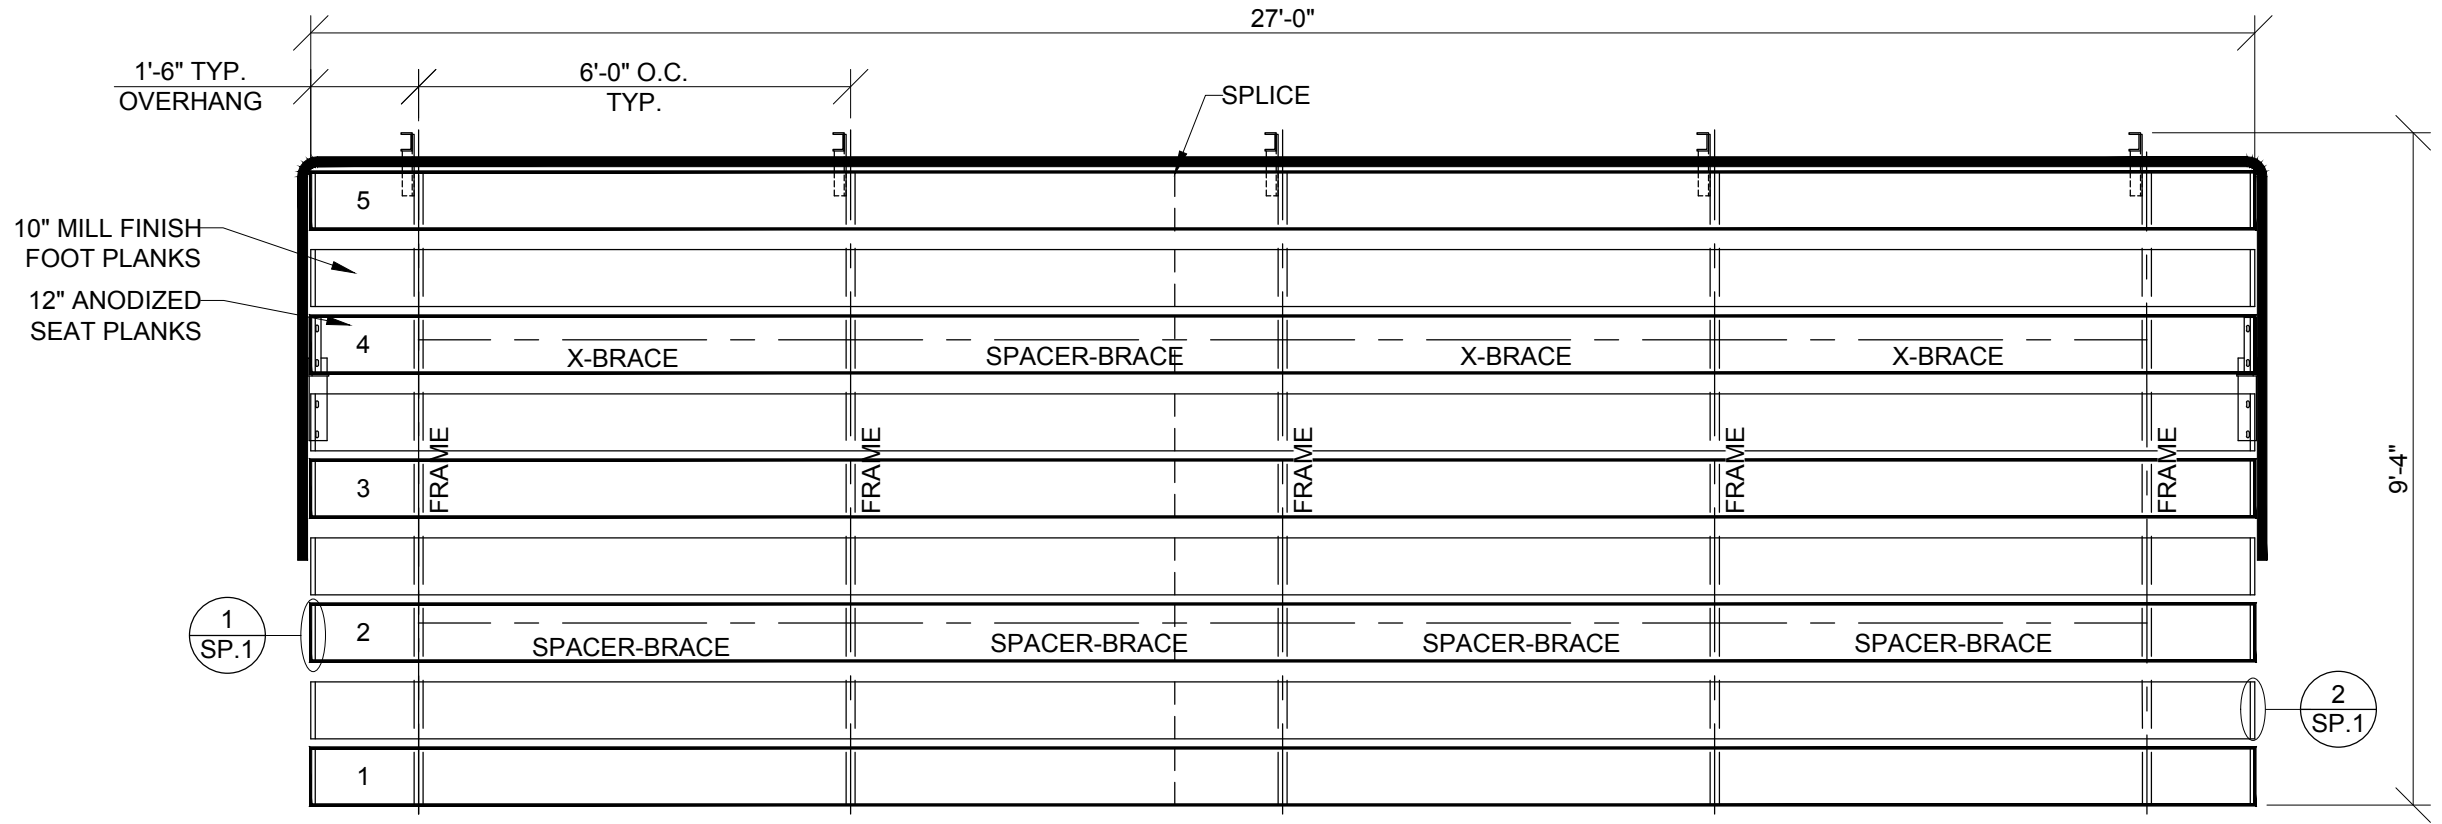 27'-0"
1'-6" TYP.
OVERHANG
6'-0" O.C.
TYP.
SPLICE
5
10" MILL FINISH
FOOT PLANKS
12" ANODIZED
SEAT PLANKS
4
X-BRACE
SPACER-BRACE
X-BRACE
X-BRACE
FRAME
FRAME
FRAME
FRAME
FRAME
9'-4"
3
1
SP.1
2
SPACER-BRACE
SPACER-BRACE
SPACER-BRACE
SPACER-BRACE
2
SP.1
1